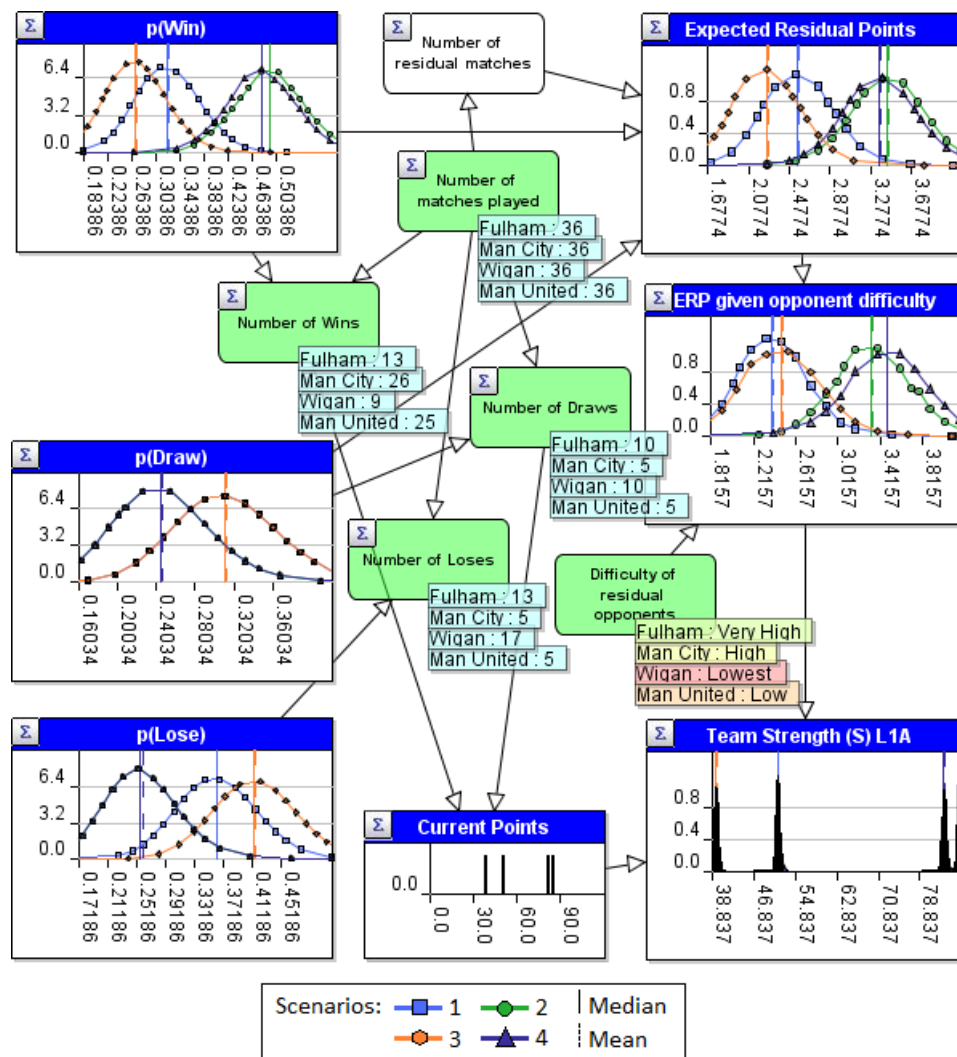 Σ
p(Win)
6.4
3.2
0.0
0.18386
0.22386
0.26386
0.30386
0.34386
0.38386
0.42386
0.46386
0.50386
Σ
Number of
residual matches
Σ
Expected Residual Points
0.8
0.4
0.0
1.6774
2.0774
2.4774
2.8774
3.2774
3.6774
Σ
Number of
matches played
Fulham : 36
Man City : 36
Wigan : 36
Man United : 36
Σ
Number of Wins
Fulham : 13
Man City : 26
Wigan : 9
Man United : 25
Σ
ERP given opponent difficulty
0.8
0.4
0.0
1.8157
2.2157
2.6157
3.0157
3.4157
3.8157
Σ
Number of Draws
Fulham : 10
Man City : 5
Wigan : 10
Man United : 5
Σ
p(Draw)
6.4
3.2
0.0
0.16034
0.20034
0.24034
0.28034
0.32034
0.36034
Σ
Number of Loses
Fulham : 13
Man City : 5
Wigan : 17
Man United : 5
Difficulty of
residual
opponents
Fulham : Very High
Man City : High
Wigan : Lowest
Man United : Low
Σ
p(Lose)
6.4
3.2
0.0
0.17186
0.21186
0.25186
0.29186
0.33186
0.37186
0.41186
0.45186
Σ
Current Points
0.0
0.0
30.0
60.0
90.0
Σ
Team Strength (S) L1A
0.8
0.4
0.0
38.837
46.837
54.837
62.837
70.837
78.837
Scenarios: 1 2 Median
3 4 Mean